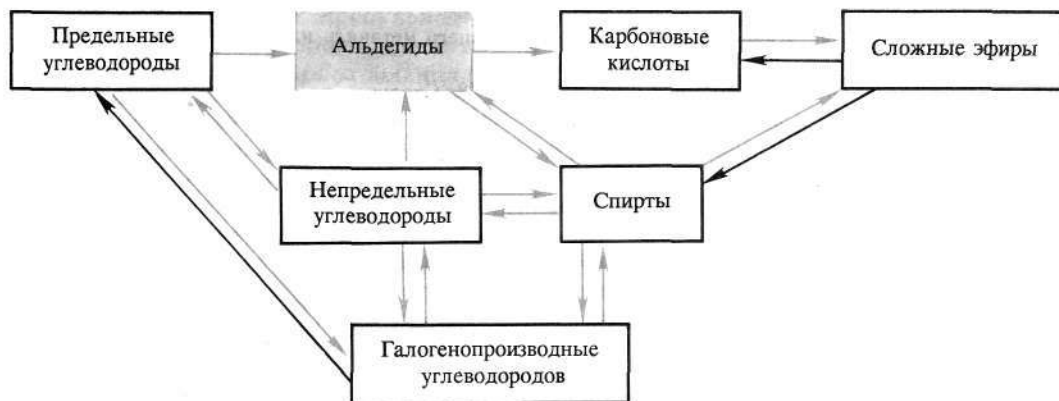 Предельные
углеводороды
Альдегиды
Карбоновые
кислоты
Сложные эфиры
Непредельные
углеводороды
Спирты
Галогенопроизводные
углеводородов